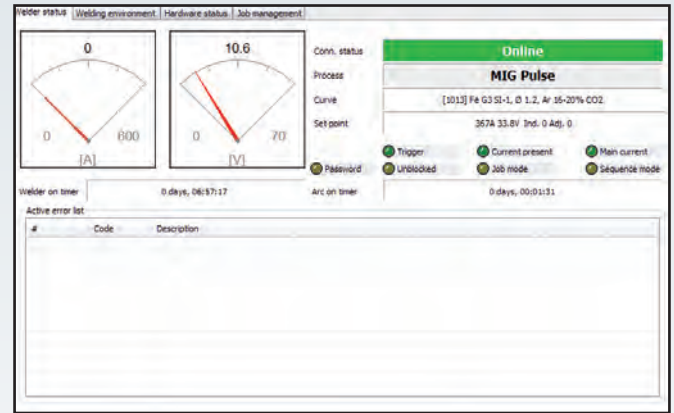 Welder status Welding environment Hardware status Job management
0
0 600
[A]
10.6
0 70
[V]
Conn. status Online
Process MIG Pulse
Curve [1013] Fe G3 SI-1, Ø 1.2, Ar 16-20% CO2
Set point 367A 33.8V Ind. 0 Adj. 0
Trigger Current present Main current
Password Unblocked Job mode Sequence mode
Welder on timer 0 days, 06:57:17 Arc on timer 0 days, 00:01:31
Active error list
# Code Description